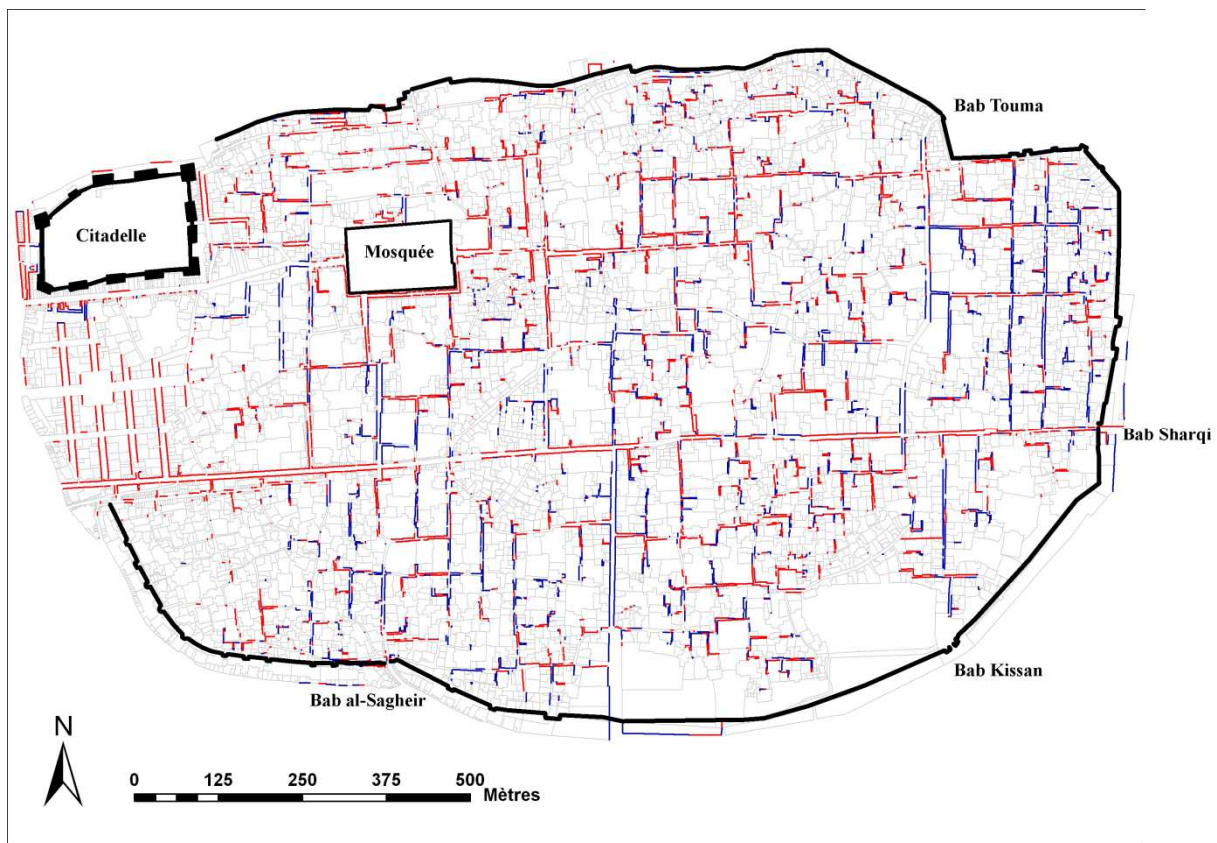 Bab Touma
Citadelle
Mosquée
Bab Sharqi
Bab Kissan
Bab al-Sagheir
N
0 125 250 375 500
Mètres